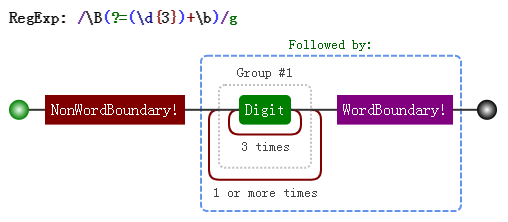 RegExp: /\B(?=(\d{3})+\b)/g
Followed by:
Group #1
NonWordBoundary!
Digit
WordBoundary!
3 times
1 or more times